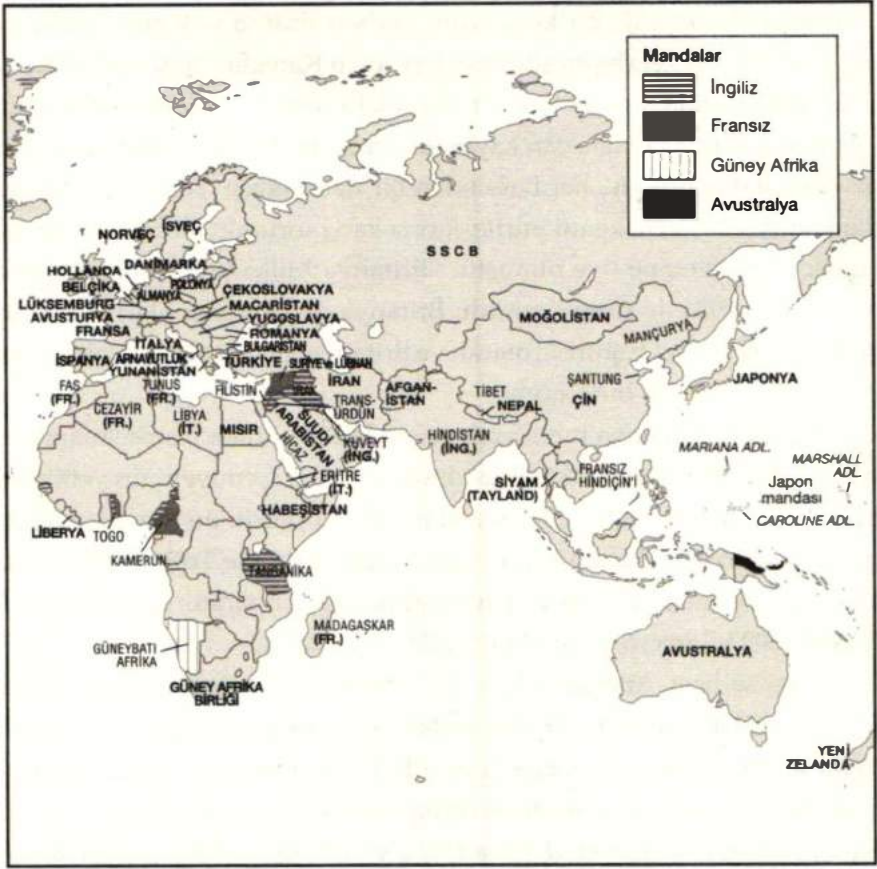 Mandalar
İngiliz
Fransız
Güney Afrika
Avustralya
NORVEÇ
İSVEÇ
SSCB
DANİMARKA
HOLLANDA
POLONYA
BELÇİKA
ALMANYA
ÇEKOSLOVAKYA
LÜKSEMBURG
MACARİSTAN
AVUSTURYA
YUGOSLAVYA
FRANSA
ROMANYA
MOĞOLİSTAN
MANÇURYA
İTALYA
BULGARİSTAN
İSPANYA
ARNAVUTLUK
TÜRKİYE
SURİYE ve LÜBNAN
YUNANİSTAN
İRAN
AFGAN-
İSTAN
TİBET
ŞANTUNG
ÇİN
JAPONYA
FAS
(FR.)
TUNUS
(FR.)
FİLİSTİN
IRAK
TRANS-
ÜRDÜN
NEPAL
CEZAYİR
(FR.)
LİBYA
(İT.)
MISIR
SUUDİ
ARABİSTAN
HİCAZ
KUVEYT
(İNG.)
HİNDİSTAN
(İNG.)
MARIANA ADL.
MARSHALL
ADL.
ERİTRE
(İT.)
SİYAM
(TAYLAND)
FRANSIZ
HİNDİÇİN'İ
Japon
mandası
HABEŞİSTAN
CAROLINE ADL.
LİBERYA
TOGO
KAMERUN
TANGANİKA
MADAGAŞKAR
(FR.)
GÜNEYBATI
AFRİKA
AVUSTRALYA
GÜNEY AFRİKA
BİRLİĞİ
YENİ
ZELANDA